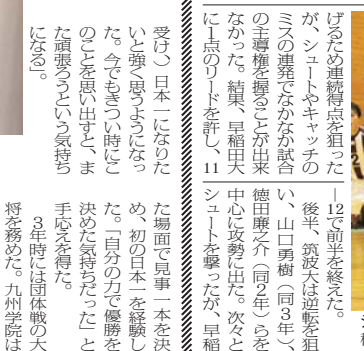 げるため連続得点を狙った
が、シュートやキャッチの
ミスの連発でなかなか試合
の主導権を握ることが出来
なかった。結果、早稲田大
に1点のリードを許し、11
―12で前半を終えた。
後半、筑波大は逆転を狙
い、山口勇樹（同3年）、
徳田廉之介（同2年）らを
中心に攻勢に出た。次々と
シュートを撃ったが、早稲
受け）日本一になりた
いと強く思うようになっ
た。今でもきつい時にこ
のことを思い出すと、ま
た頑張ろうという気持ち
になる」。
た場面で見事一本を決
め、初の日本一を経験し
た。「自分の力で優勝を
決めた気持ちだった」と
手応えを得た。
3年時には団体戦の大
将を務めた。九州学院は